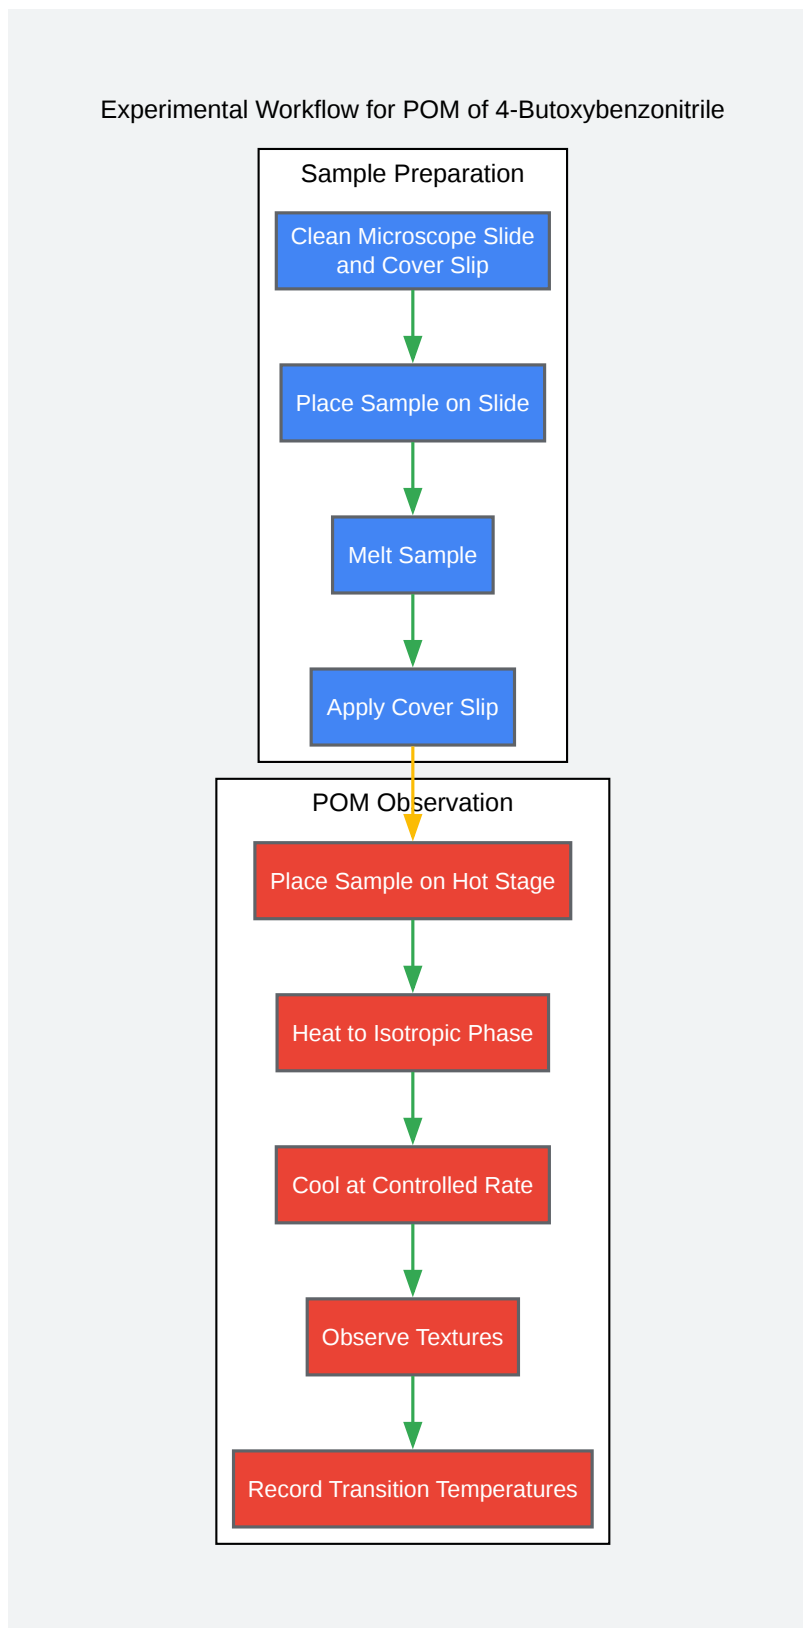 Experimental Workflow for POM of 4-Butoxybenzonitrile
Sample Preparation
Clean Microscope Slide
and Cover Slip
Place Sample on Slide
Melt Sample
Apply Cover Slip
POM Observation
Place Sample on Hot Stage
Heat to Isotropic Phase
Cool at Controlled Rate
Observe Textures
Record Transition Temperatures